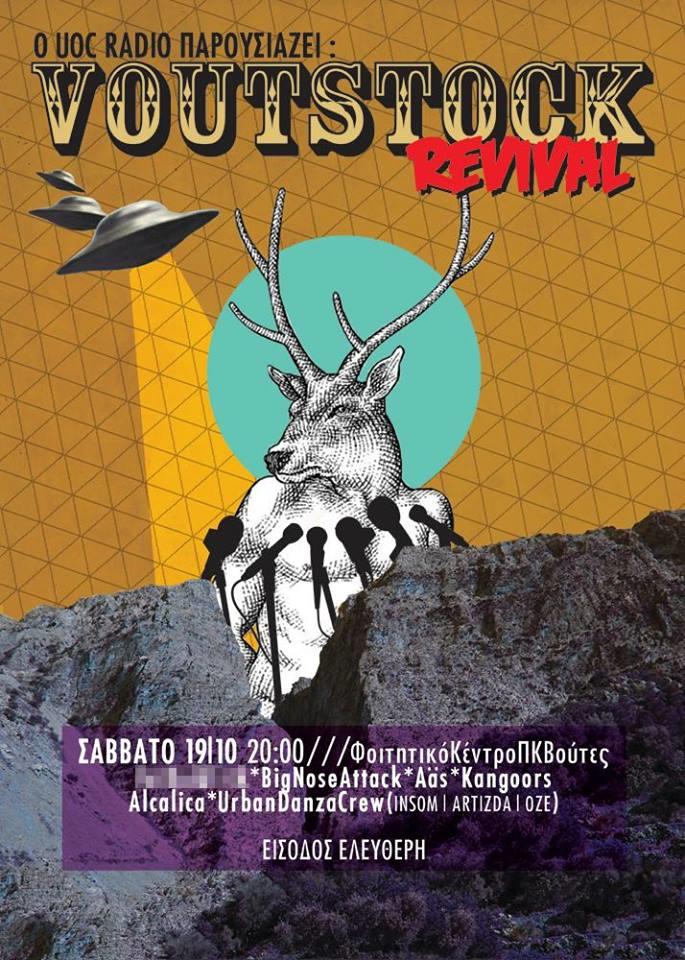 Ο UOC RADIO ΠΑΡΟΥΣΙΑΖΕΙ :
VOUTSTOCK
REVIVAL
ΣΑΒΒΑΤΟ 19|10 20:00///ΦοιτητικόΚέντροΠΚΒούτες
*BigNoseAttack*Aäs*Kangoors
Alcalica*UrbanDanzaCrew(INSOM | ARTIZDA | OZE)
ΕΙΣΟΔΟΣ ΕΛΕΥΘΕΡΗ